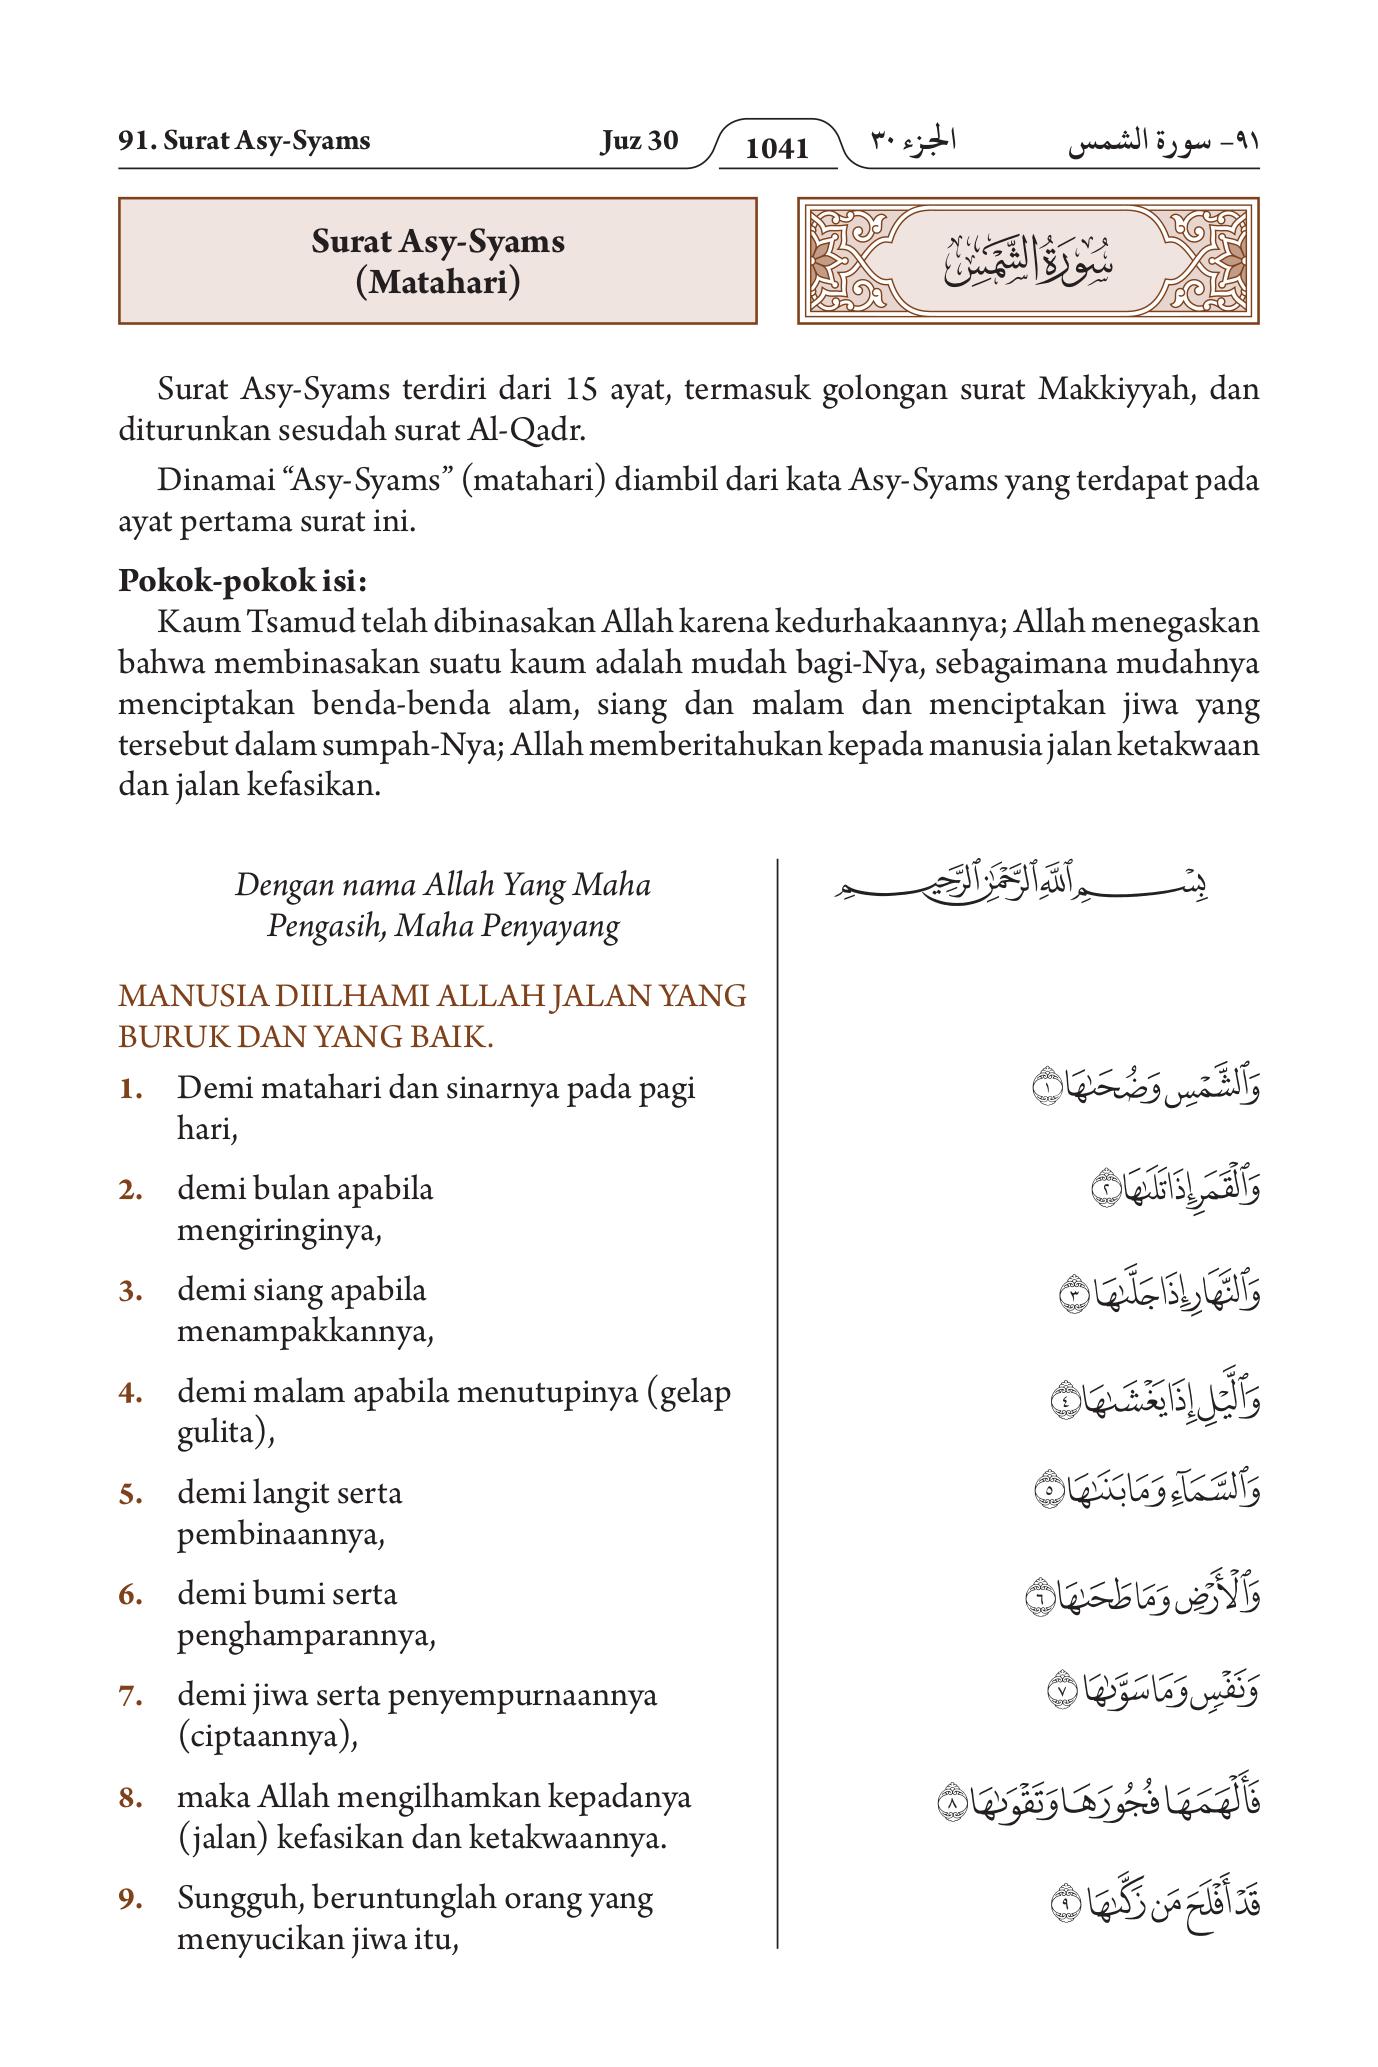 91. Surat Asy-Syams Juz 30 1041 الجزء ٣٠ ٩١- سورة الشمس
Surat Asy-Syams
(Matahari)
سُورَةُ الشَّمْسِ
Surat Asy-Syams terdiri dari 15 ayat, termasuk golongan surat Makkiyyah, dan
diturunkan sesudah surat Al-Qadr.
Dinamai “Asy-Syams” (matahari) diambil dari kata Asy-Syams yang terdapat pada
ayat pertama surat ini.
Pokok-pokok isi:
Kaum Tsamud telah dibinasakan Allah karena kedurhakaannya; Allah menegaskan
bahwa membinasakan suatu kaum adalah mudah bagi-Nya, sebagaimana mudahnya
menciptakan benda-benda alam, siang dan malam dan menciptakan jiwa yang
tersebut dalam sumpah-Nya; Allah memberitahukan kepada manusia jalan ketakwaan
dan jalan kefasikan.
Dengan nama Allah Yang Maha
Pengasih, Maha Penyayang
بِسْمِ ٱللَّهِ ٱلرَّحْمَٰنِ ٱلرَّحِيمِ
MANUSIA DIILHAMI ALLAH JALAN YANG
BURUK DAN YANG BAIK.
1. Demi matahari dan sinarnya pada pagi
hari,
وَٱلشَّمْسِ وَضُحَىٰهَا ١
2. demi bulan apabila
mengiringinya,
وَٱلْقَمَرِ إِذَا تَلَىٰهَا ٢
3. demi siang apabila
menampakkannya,
وَٱلنَّهَارِ إِذَا جَلَّىٰهَا ٣
4. demi malam apabila menutupinya (gelap
gulita),
وَٱلَّيْلِ إِذَا يَغْشَىٰهَا ٤
5. demi langit serta
pembinaannya,
وَٱلسَّمَآءِ وَمَا بَنَىٰهَا ٥
6. demi bumi serta
penghamparannya,
وَٱلْأَرْضِ وَمَا طَحَىٰهَا ٦
7. demi jiwa serta penyempurnaannya
(ciptaannya),
وَنَفْسٍ وَمَا سَوَّىٰهَا ٧
8. maka Allah mengilhamkan kepadanya
(jalan) kefasikan dan ketakwaannya.
فَأَلْهَمَهَا فُجُورَهَا وَتَقْوَىٰهَا ٨
9. Sungguh, beruntunglah orang yang
menyucikan jiwa itu,
قَدْ أَفْلَحَ مَن زَكَّىٰهَا ٩